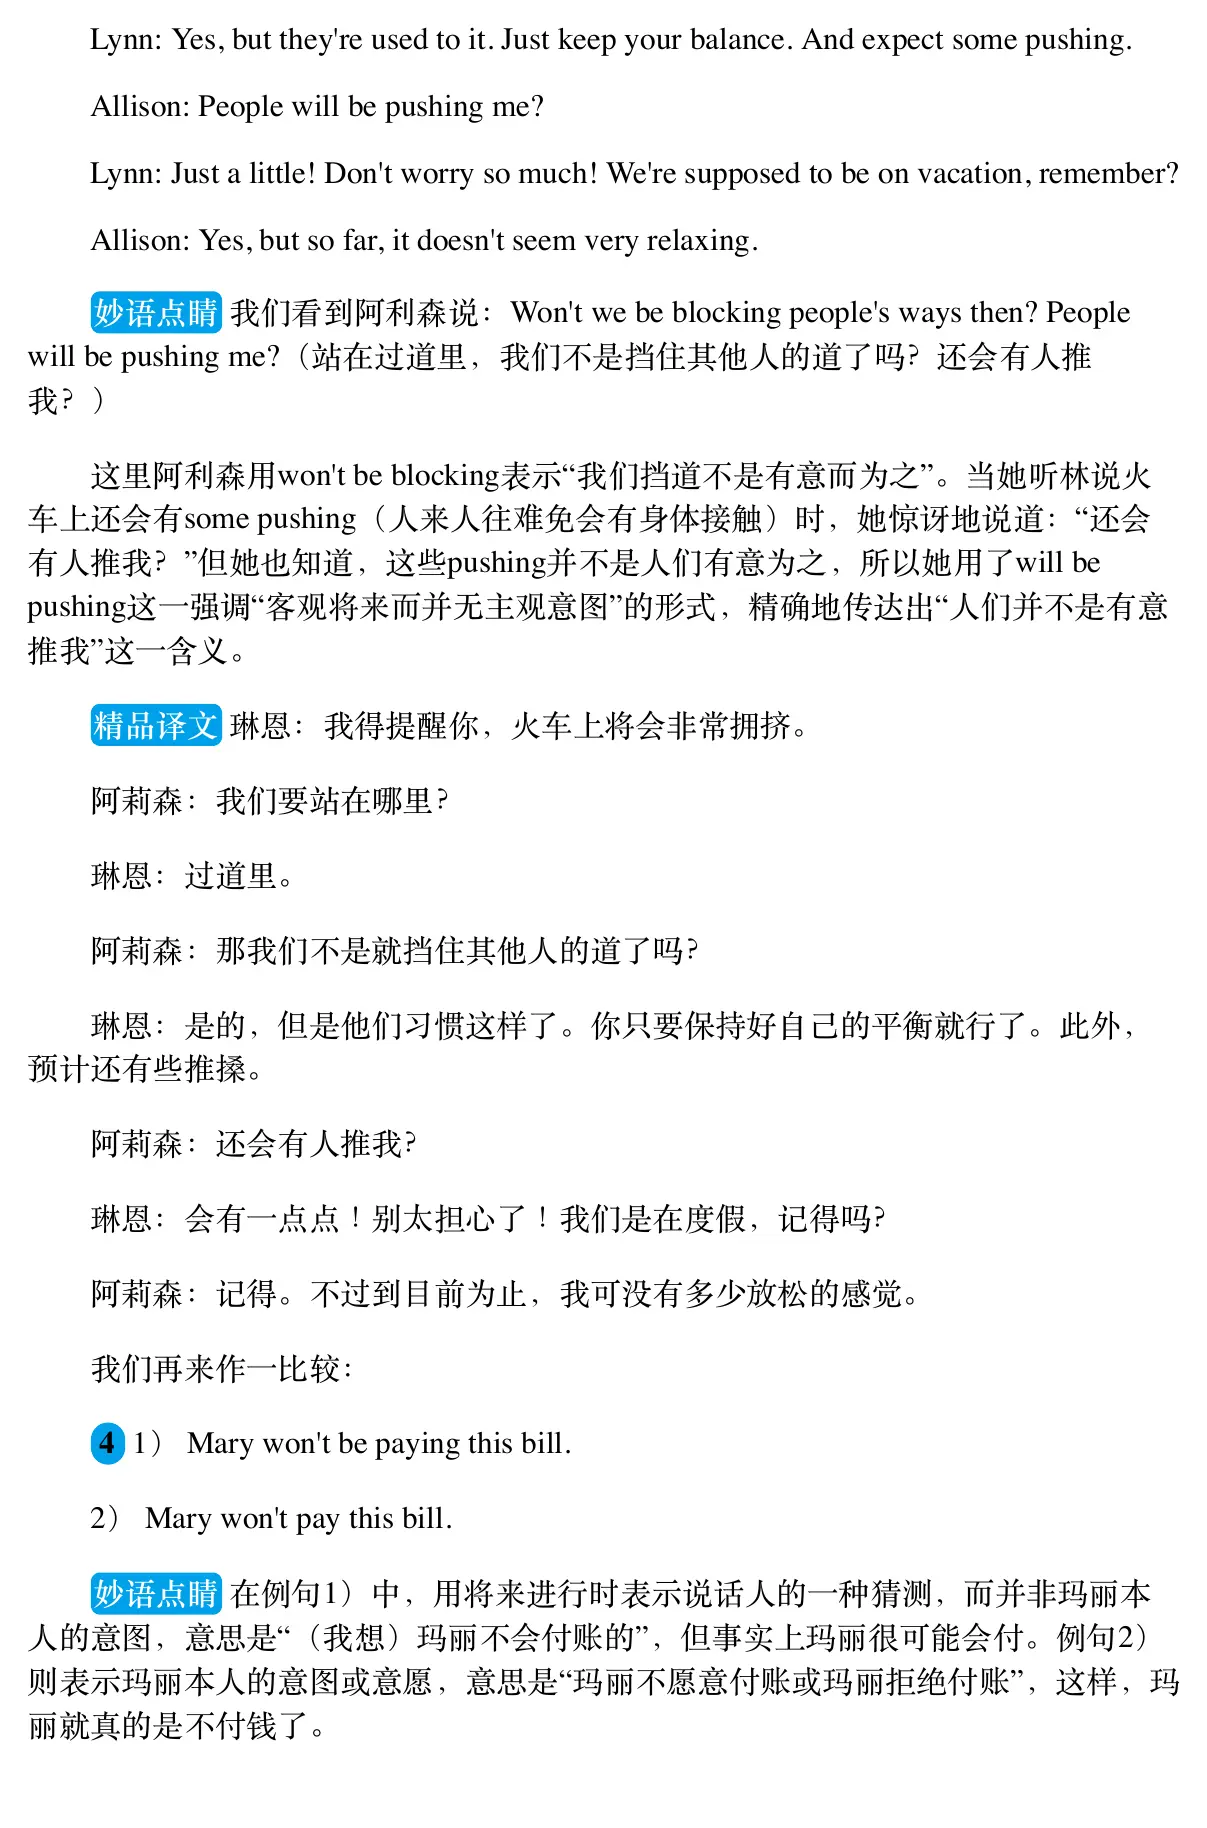 Lynn: Yes, but they're used to it. Just keep your balance. And expect some pushing.
Allison: People will be pushing me?
Lynn: Just a little! Don't worry so much! We're supposed to be on vacation, remember?
Allison: Yes, but so far, it doesn't seem very relaxing.
妙语点睛 我们看到阿利森说：Won't we be blocking people's ways then? People
will be pushing me?（站在过道里，我们不是挡住其他人的道了吗？还会有人推
我？）
这里阿利森用won't be blocking表示“我们挡道不是有意而为之”。当她听林说火
车上还会有some pushing（人来人往难免会有身体接触）时，她惊讶地说道：“还会
有人推我？”但她也知道，这些pushing并不是人们有意为之，所以她用了will be
pushing这一强调“客观将来而并无主观意图”的形式，精确地传达出“人们并不是有意
推我”这一含义。
精品译文 琳恩：我得提醒你，火车上将会非常拥挤。
阿莉森：我们要站在哪里？
琳恩：过道里。
阿莉森：那我们不是就挡住其他人的道了吗？
琳恩：是的，但是他们习惯这样了。你只要保持好自己的平衡就行了。此外，
预计还有些推搡。
阿莉森：还会有人推我？
琳恩：会有一点点！别太担心了！我们是在度假，记得吗？
阿莉森：记得。不过到目前为止，我可没有多少放松的感觉。
我们再来作一比较：
4 1） Mary won't be paying this bill.
2） Mary won't pay this bill.
妙语点睛 在例句1）中，用将来进行时表示说话人的一种猜测，而并非玛丽本
人的意图，意思是“（我想）玛丽不会付账的”，但事实上玛丽很可能会付。例句2）
则表示玛丽本人的意图或意愿，意思是“玛丽不愿意付账或玛丽拒绝付账”，这样，玛
丽就真的是不付钱了。